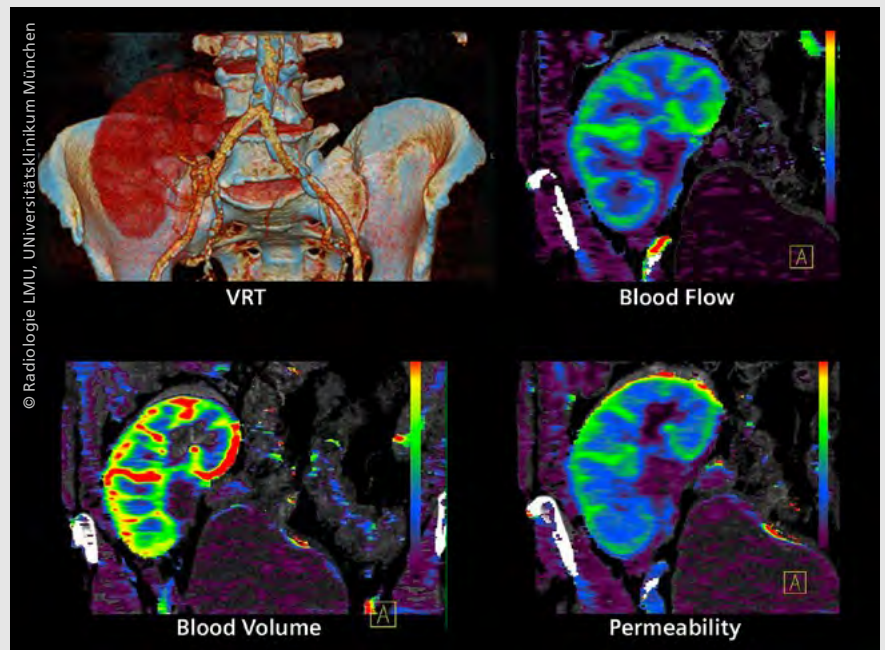 © Radiologie LMU, UNiversitätsklinikum München
VRT
Blood Flow
A
Blood Volume
A
Permeability
A